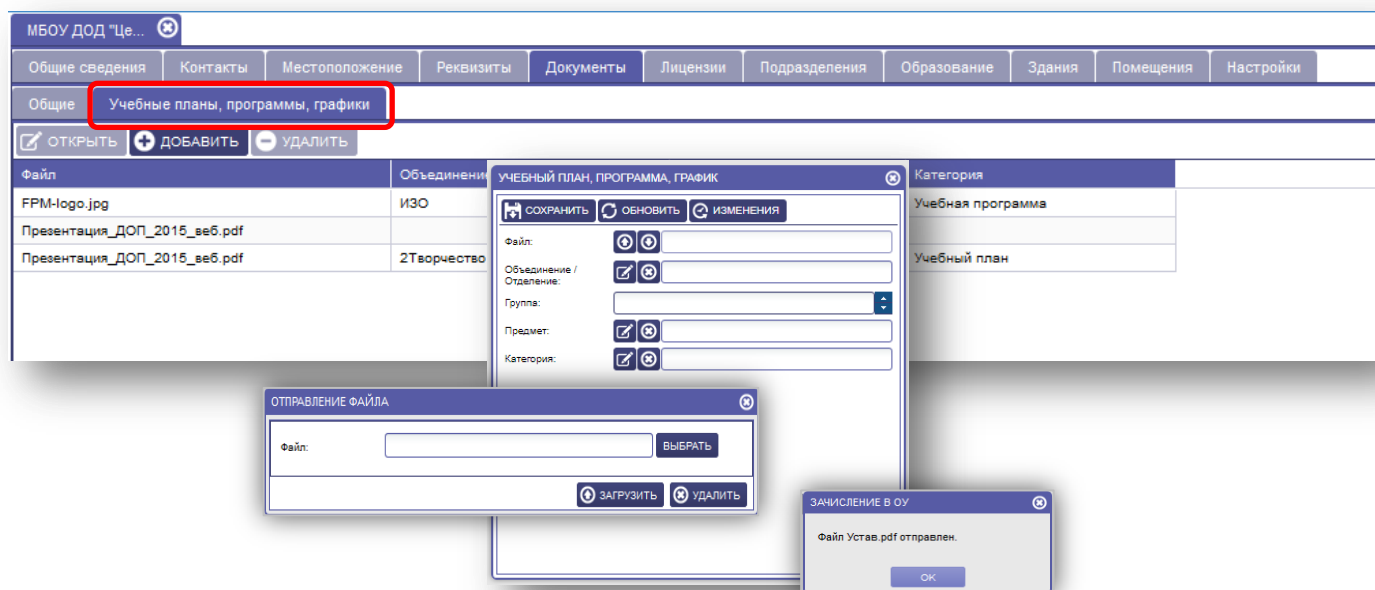 МБОУ ДОД "Це...
Общие сведения Контакты Местоположение Реквизиты Документы Лицензии Подразделения Образование Здания Помещения Настройки
Общие Учебные планы, программы, графики
ОТКРЫТЬ ДОБАВИТЬ УДАЛИТЬ
Файл Объединение Категория
FPM-logo.jpg ИЗО Учебная программа
Презентация_ДОП_2015_веб.pdf
Презентация_ДОП_2015_веб.pdf 2Творчество Учебный план
УЧЕБНЫЙ ПЛАН, ПРОГРАММА, ГРАФИК
СОХРАНИТЬ ОБНОВИТЬ ИЗМЕНЕНИЯ
Файл:
Объединение /
Отделение:
Группа:
Предмет:
Категория:
ОТПРАВЛЕНИЕ ФАЙЛА
Файл: ВЫБРАТЬ
ЗАГРУЗИТЬ УДАЛИТЬ
ЗАЧИСЛЕНИЕ В ОУ
Файл Устав.pdf отправлен.
ОК